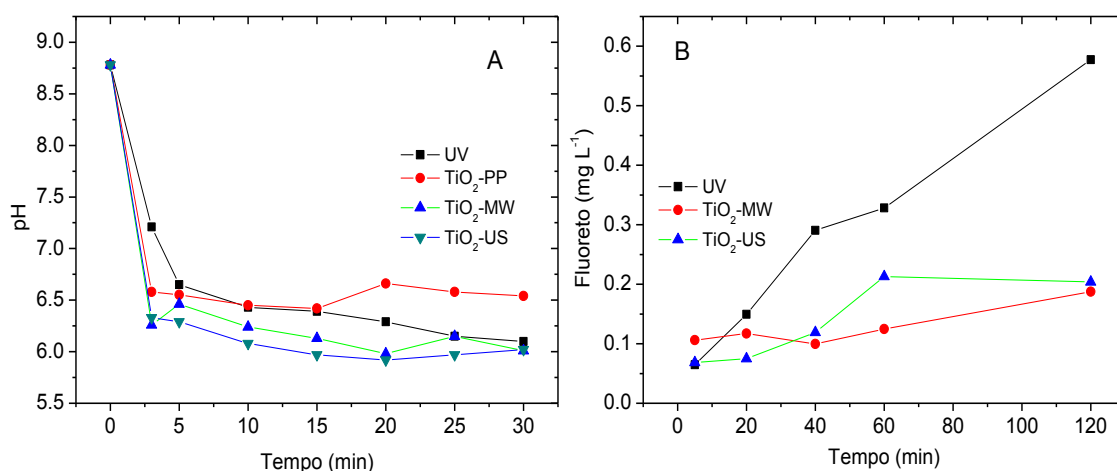 A
9.0
8.5
8.0
7.5
7.0
6.5
6.0
5.5
pH
UV
TiO2-PP
TiO2-MW
TiO2-US
0 5 10 15 20 25 30
Tempo (min)
B
0.6
0.5
0.4
0.3
0.2
0.1
0.0
Fluoreto (mg L-1)
UV
TiO2-MW
TiO2-US
0 20 40 60 80 100 120
Tempo (min)